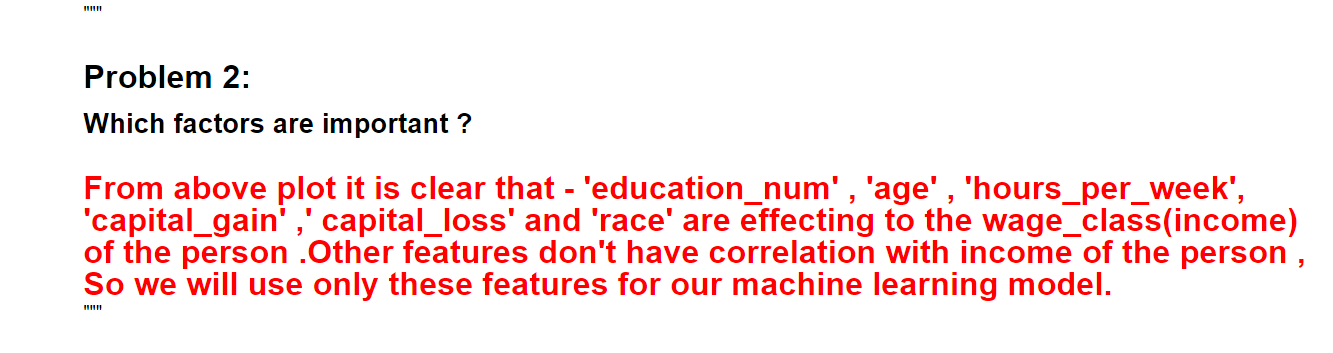 """
Problem 2:
Which factors are important ?
From above plot it is clear that - 'education_num' , 'age' , 'hours_per_week',
'capital_gain' ,' capital_loss' and 'race' are effecting to the wage_class(income)
of the person .Other features don't have correlation with income of the person ,
So we will use only these features for our machine learning model.
"""